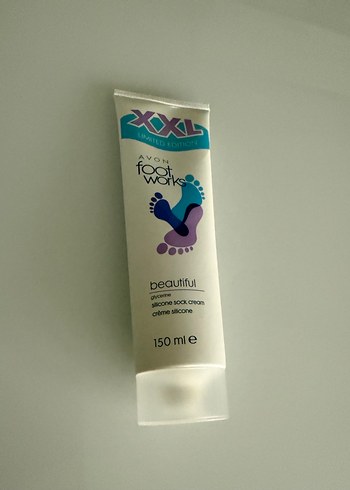 XXL
LIMITED EDITION
AVON
foot
works
beautiful
glycerine
silicone sock cream
crème silicone
150 ml e